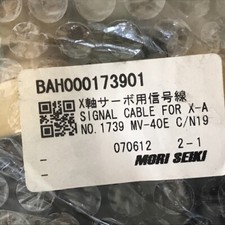 BAH000173901
X軸サーボ用信号線
SIGNAL CABLE FOR X-A
NO.1739 MV-40E C/N19
070612 2-1
MORI SEIKI